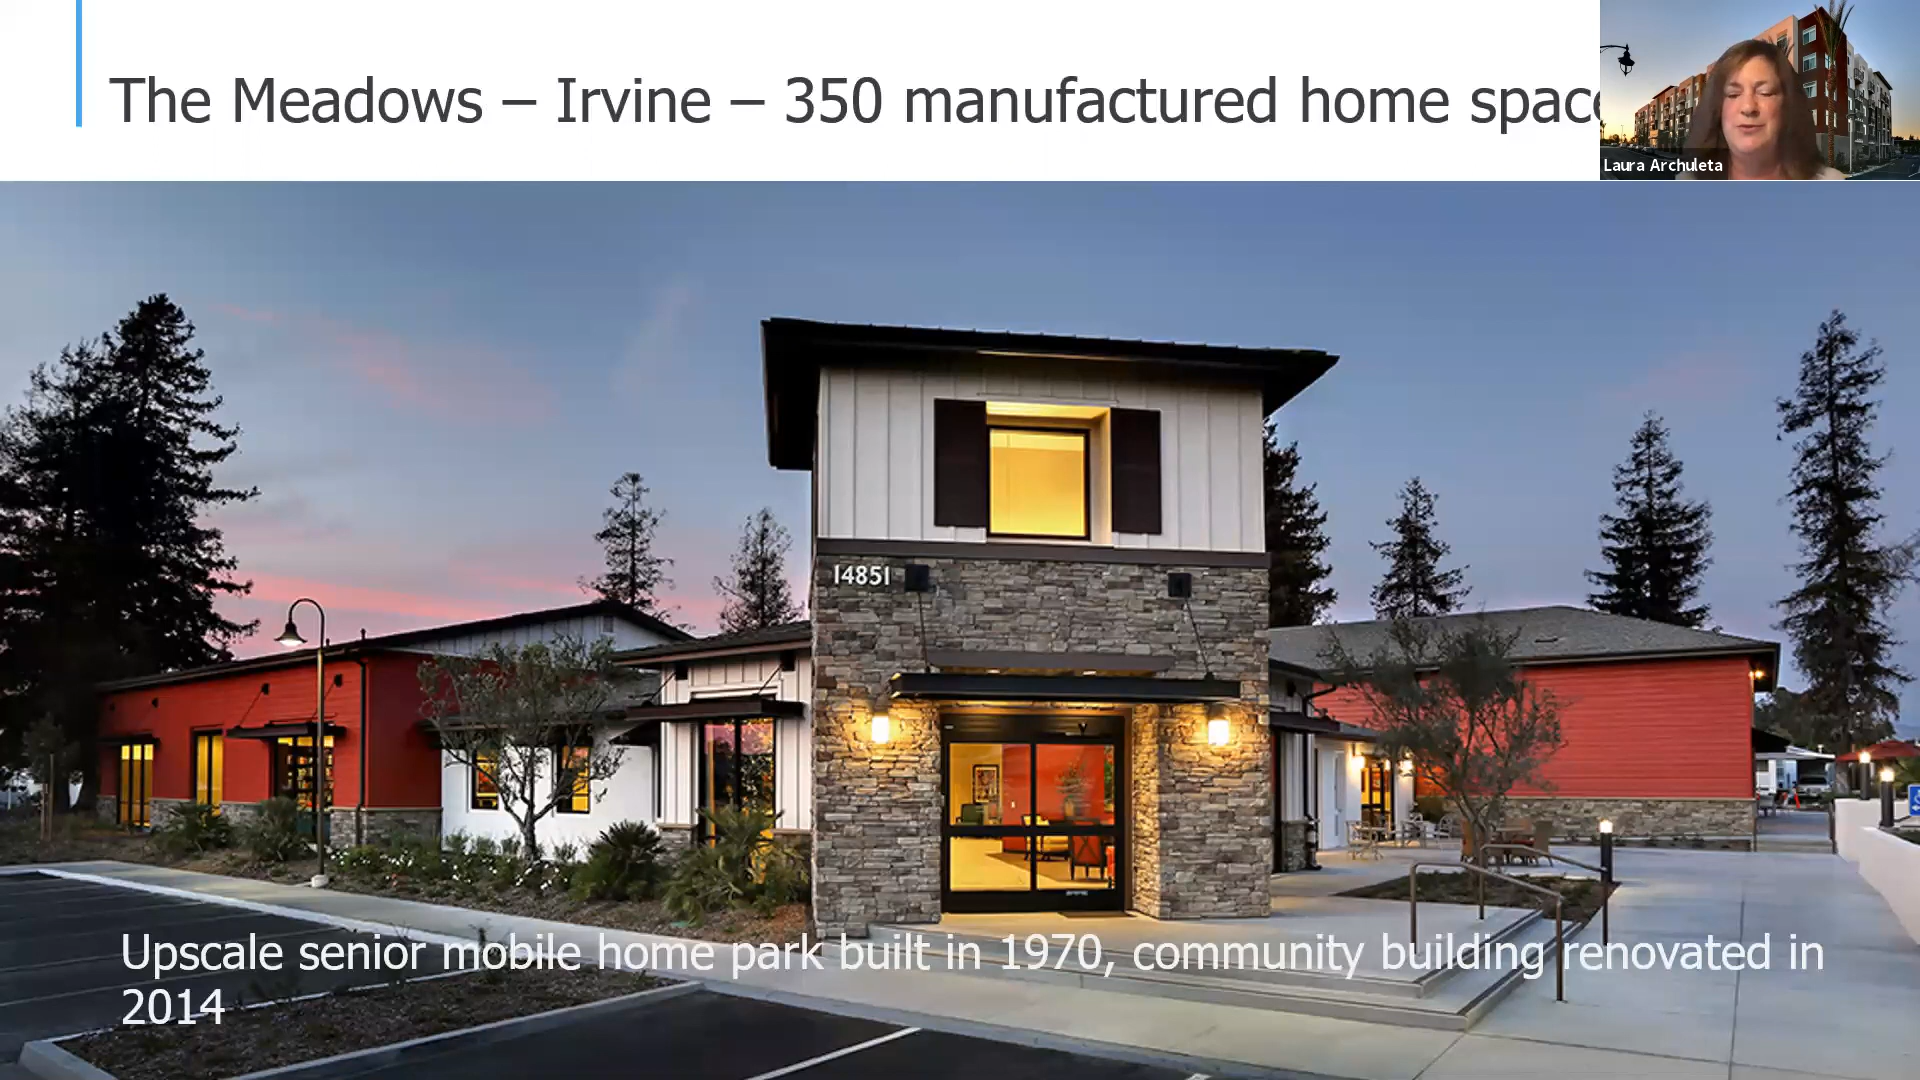 The Meadows – Irvine – 350 manufactured home space
Laura Archuleta
14851
Upscale senior mobile home park built in 1970, community building renovated in
2014